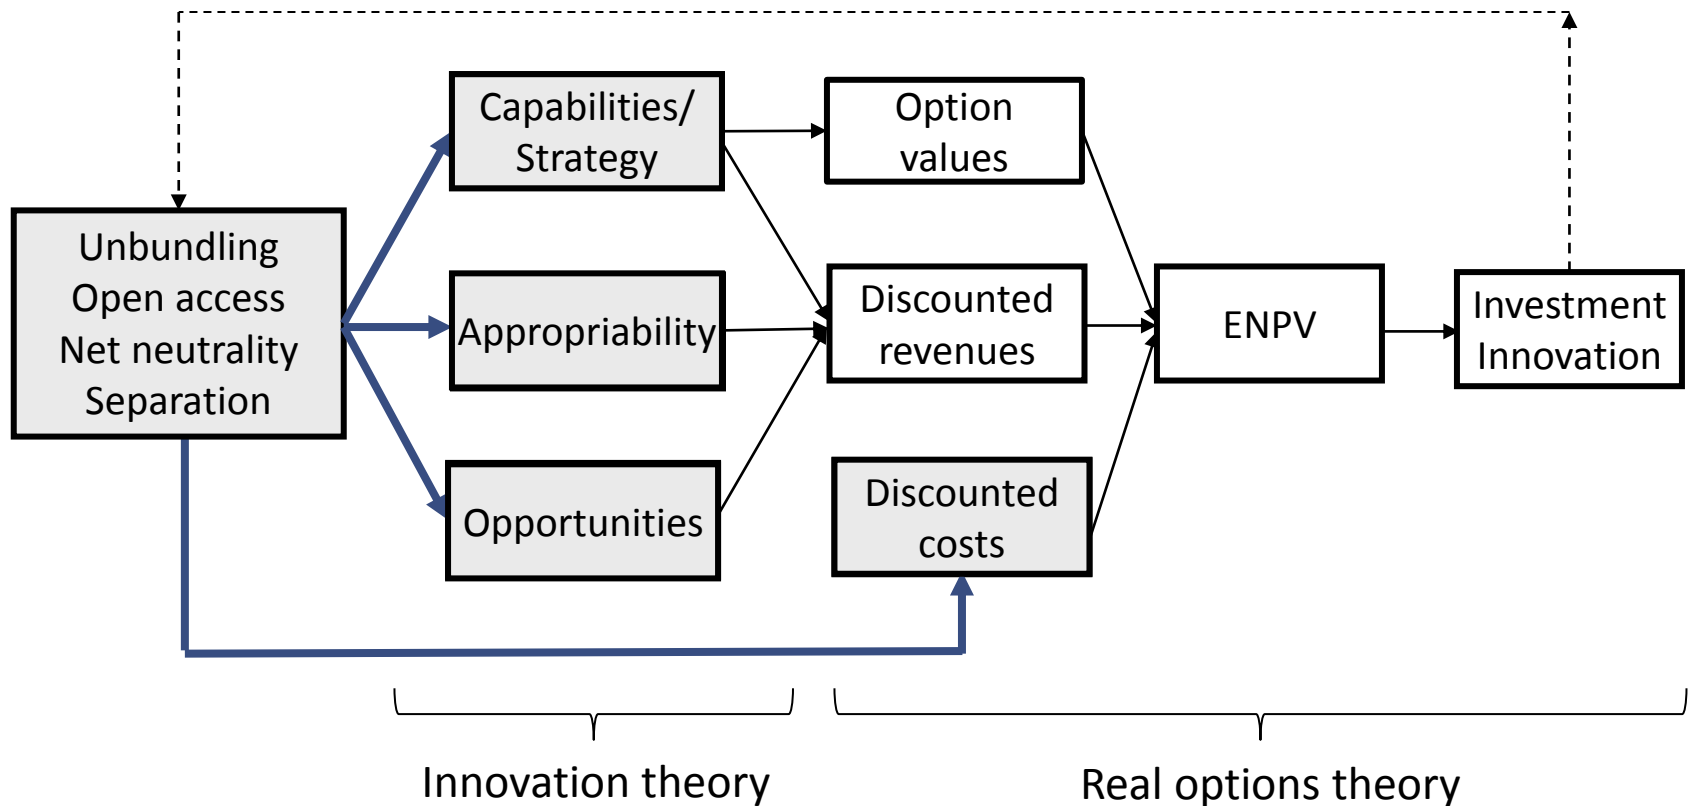 Unbundling
Open access
Net neutrality
Separation
Capabilities/
Strategy
Appropriability
Opportunities
Option
values
Discounted
revenues
Discounted
costs
ENPV
Investment
Innovation
Innovation theory
Real options theory